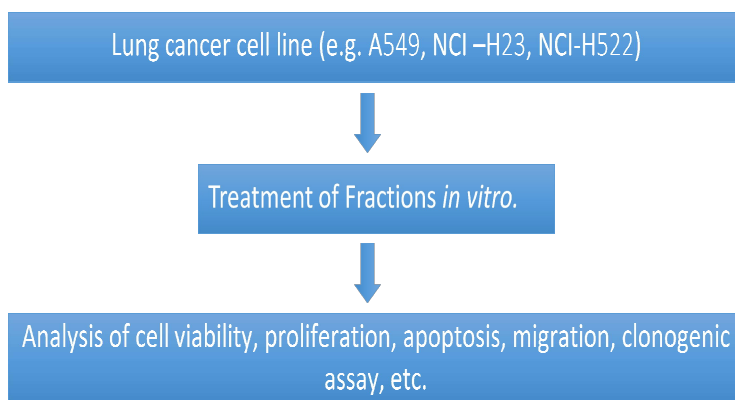 Lung cancer cell line (e.g. A549, NCI –H23, NCI-H522)
Treatment of Fractions in vitro.
Analysis of cell viability, proliferation, apoptosis, migration, clonogenic
assay, etc.